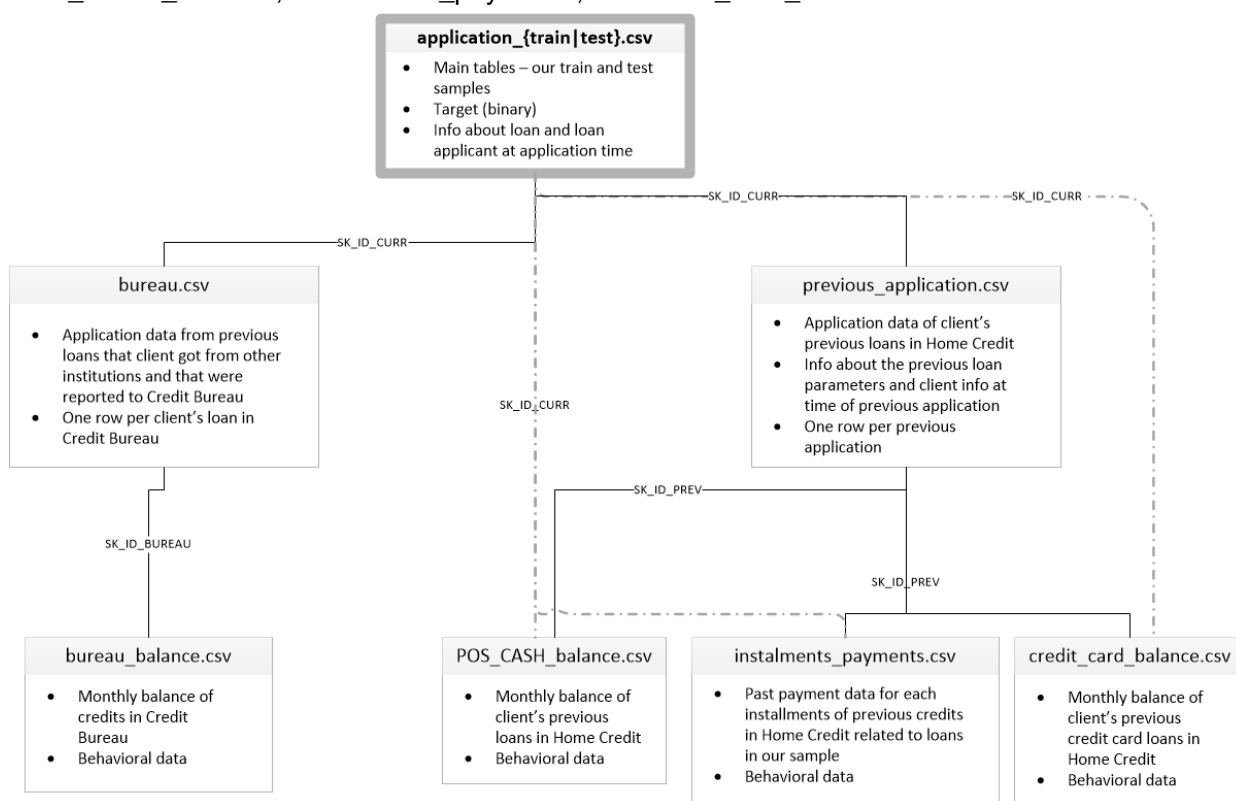 application_{train|test}.csv
• Main tables – our train and test
samples
• Target (binary)
• Info about loan and loan
applicant at application time
SK_ID_CURR
SK_ID_CURR
SK_ID_CURR
bureau.csv
• Application data from previous
loans that client got from other
institutions and that were
reported to Credit Bureau
• One row per client's loan in
Credit Bureau
previous_application.csv
• Application data of client's
previous loans in Home Credit
• Info about the previous loan
parameters and client info at
time of previous application
• One row per previous
application
SK_ID_CURR
SK_ID_PREV
SK_ID_BUREAU
SK_ID_PREV
bureau_balance.csv
• Monthly balance of
credits in Credit
Bureau
• Behavioral data
POS_CASH_balance.csv
• Monthly balance of
client's previous
loans in Home Credit
• Behavioral data
instalments_payments.csv
• Past payment data for each
installments of previous credits
in Home Credit related to loans
in our sample
• Behavioral data
credit_card_balance.csv
• Monthly balance of
client's previous
credit card loans in
Home Credit
• Behavioral data